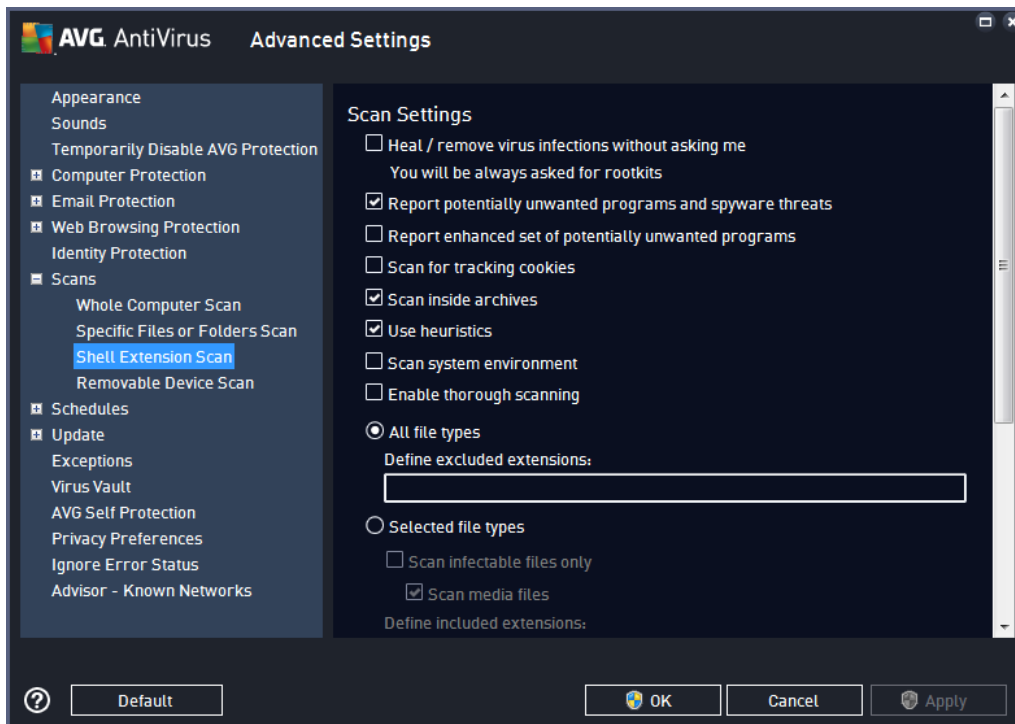 AVG. AntiVirus Advanced Settings
Appearance
Sounds
Temporarily Disable AVG Protection
Computer Protection
Email Protection
Web Browsing Protection
Identity Protection
Scans
Whole Computer Scan
Specific Files or Folders Scan
Shell Extension Scan
Removable Device Scan
Schedules
Update
Exceptions
Virus Vault
AVG Self Protection
Privacy Preferences
Ignore Error Status
Advisor - Known Networks
Scan Settings
Heal / remove virus infections without asking me
You will be always asked for rootkits
Report potentially unwanted programs and spyware threats
Report enhanced set of potentially unwanted programs
Scan for tracking cookies
Scan inside archives
Use heuristics
Scan system environment
Enable thorough scanning
All file types
Define excluded extensions:
Selected file types
Scan infectable files only
Scan media files
Define included extensions:
? Default OK Cancel Apply